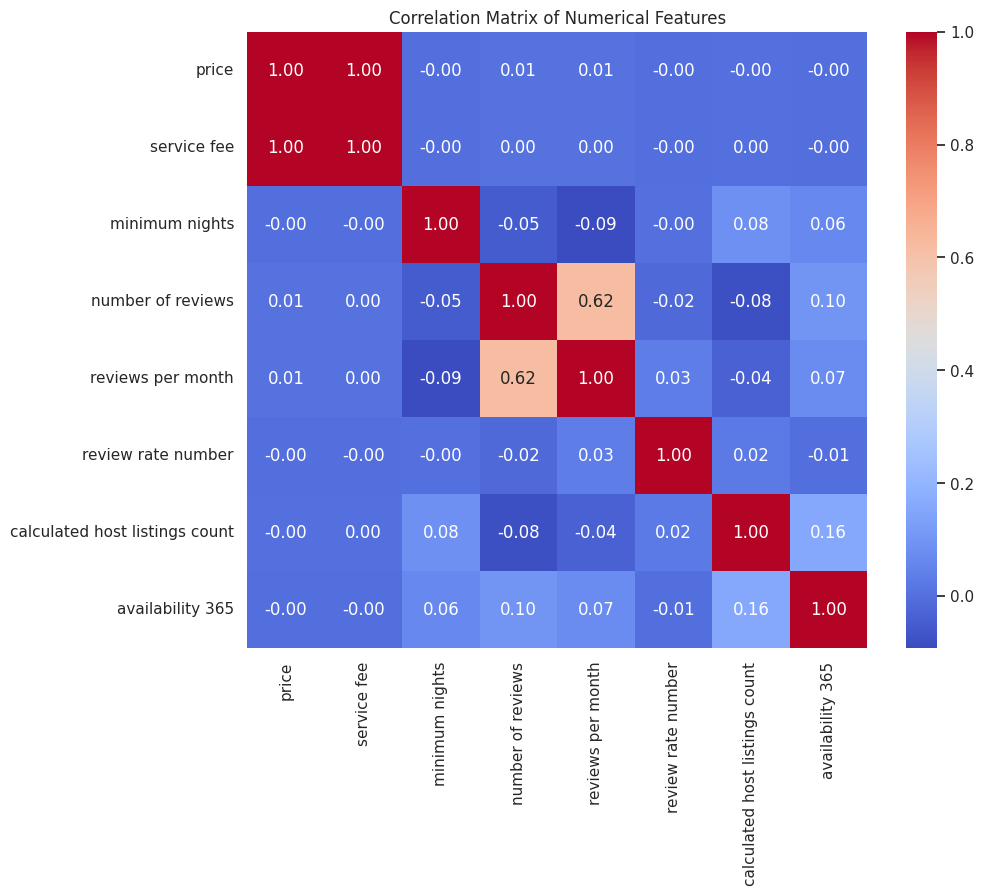 Correlation Matrix of Numerical Features
price 1.00 1.00 -0.00 0.01 0.01 -0.00 -0.00 -0.00
service fee 1.00 1.00 -0.00 0.00 0.00 -0.00 0.00 -0.00
minimum nights -0.00 -0.00 1.00 -0.05 -0.09 -0.00 0.08 0.06
number of reviews 0.01 0.00 -0.05 1.00 0.62 -0.02 -0.08 0.10
reviews per month 0.01 0.00 -0.09 0.62 1.00 0.03 -0.04 0.07
review rate number -0.00 -0.00 -0.00 -0.02 0.03 1.00 0.02 -0.01
calculated host listings count -0.00 0.00 0.08 -0.08 -0.04 0.02 1.00 0.16
availability 365 -0.00 -0.00 0.06 0.10 0.07 -0.01 0.16 1.00
price
service fee
minimum nights
number of reviews
reviews per month
review rate number
calculated host listings count
availability 365
1.0
0.8
0.6
0.4
0.2
0.0